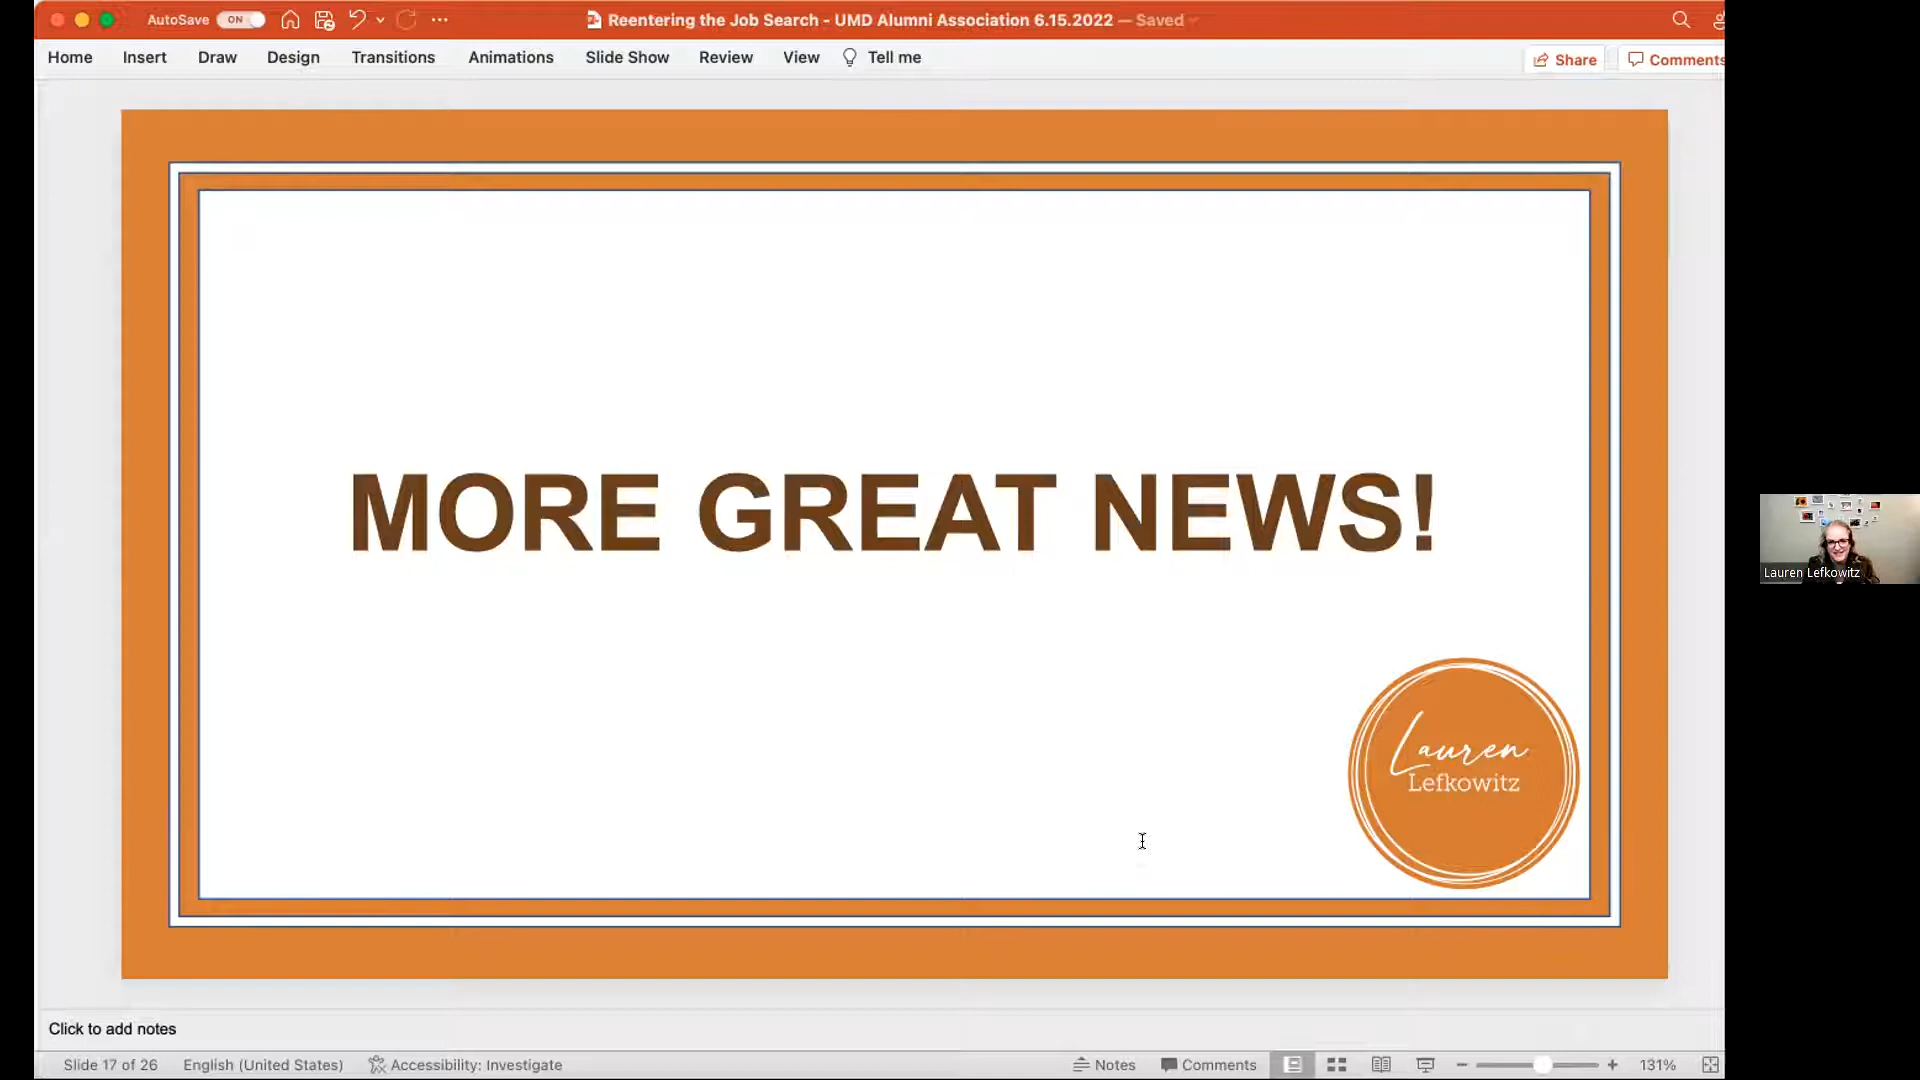 AutoSave ON Reentering the Job Search - UMD Alumni Association 6.15.2022 — Saved
Home Insert Draw Design Transitions Animations Slide Show Review View Tell me Share Comments
MORE GREAT NEWS!
Lauren
Lefkowitz
Lauren Lefkowitz
Click to add notes
Slide 17 of 26 English (United States) Accessibility: Investigate Notes Comments 131%